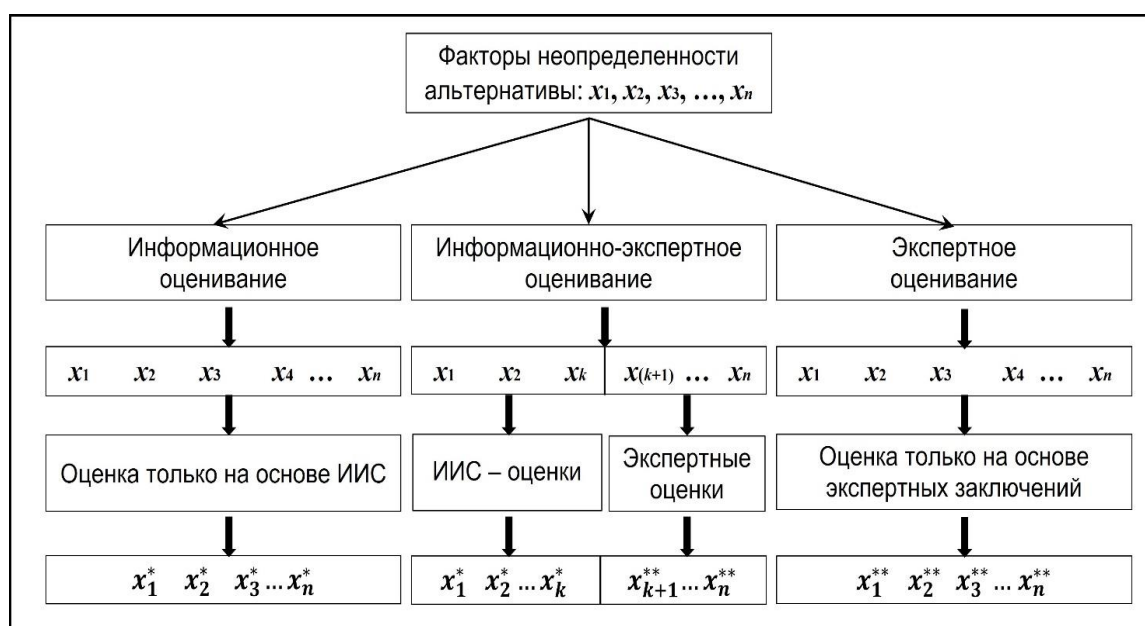 Факторы неопределенности
альтернативы: x₁, x₂, x₃, …, xₙ
Информационное
оценивание
Информационно-экспертное
оценивание
Экспертное
оценивание
x₁ x₂ x₃ x₄ … xₙ
x₁ x₂ xₖ
x₍ₖ₊₁₎ … xₙ
x₁ x₂ x₃ x₄ … xₙ
Оценка только на основе ИИС
ИИС – оценки
Экспертные
оценки
Оценка только на основе
экспертных заключений
x₁* x₂* x₃* … xₙ*
x₁* x₂* … xₖ*
xₖ₊₁** … xₙ**
x₁** x₂** x₃** … xₙ**